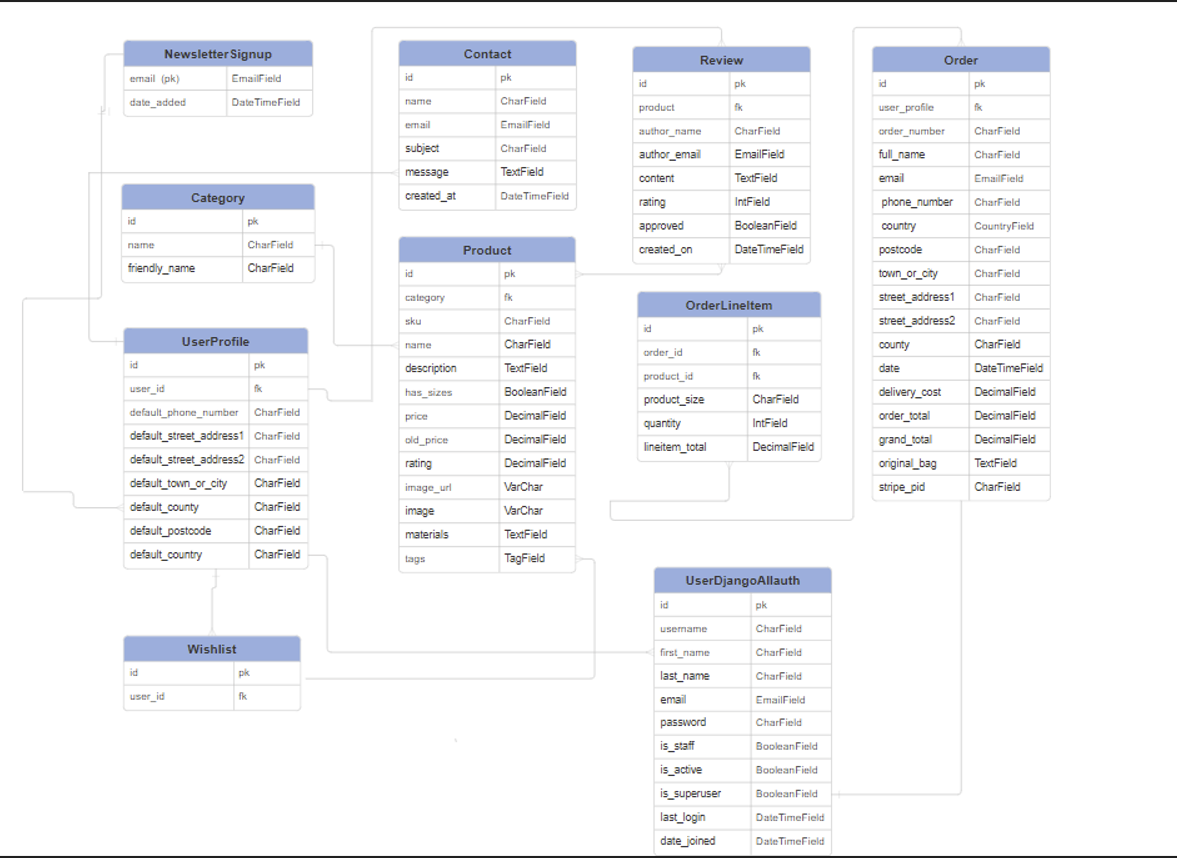 NewsletterSignup
email (pk) EmailField
date_added DateTimeField
Category
id pk
name CharField
friendly_name CharField
UserProfile
id pk
user_id fk
default_phone_number CharField
default_street_address1 CharField
default_street_address2 CharField
default_town_or_city CharField
default_county CharField
default_postcode CharField
default_country CharField
Wishlist
id pk
user_id fk
Contact
id pk
name CharField
email EmailField
subject CharField
message TextField
created_at DateTimeField
Product
id pk
category fk
sku CharField
name CharField
description TextField
has_sizes BooleanField
price DecimalField
old_price DecimalField
rating DecimalField
image_url VarChar
image VarChar
materials TextField
tags TagField
Review
id pk
product fk
author_name CharField
author_email EmailField
content TextField
rating IntField
approved BooleanField
created_on DateTimeField
OrderLineItem
id pk
order_id fk
product_id fk
product_size CharField
quantity IntField
lineitem_total DecimalField
UserDjangoAllauth
id pk
username CharField
first_name CharField
last_name CharField
email EmailField
password CharField
is_staff BooleanField
is_active BooleanField
is_superuser BooleanField
last_login DateTimeField
date_joined DateTimeField
Order
id pk
user_profile fk
order_number CharField
full_name CharField
email EmailField
phone_number CharField
country CountryField
postcode CharField
town_or_city CharField
street_address1 CharField
street_address2 CharField
county CharField
date DateTimeField
delivery_cost DecimalField
order_total DecimalField
grand_total DecimalField
original_bag TextField
stripe_pid CharField